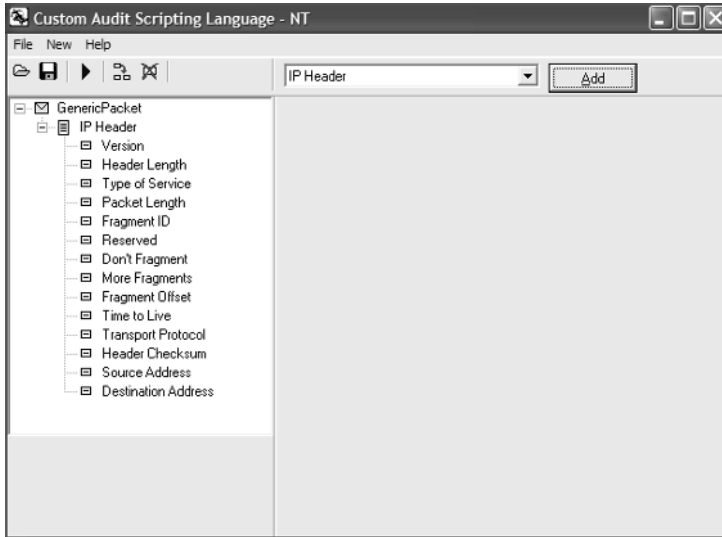 Custom Audit Scripting Language - NT
File New Help
IP Header
Add
GenericPacket
IP Header
Version
Header Length
Type of Service
Packet Length
Fragment ID
Reserved
Don't Fragment
More Fragments
Fragment Offset
Time to Live
Transport Protocol
Header Checksum
Source Address
Destination Address